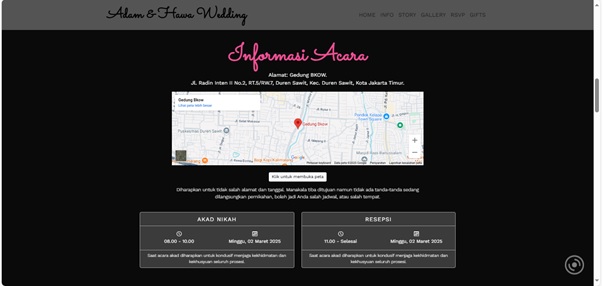 Adam & Hawa Wedding
HOME INFO STORY GALLERY RSVP GIFTS
Informasi Acara
Alamat: Gedung BKOW.
Jl. Radin Inten II No.2, RT.5/RW.7, Duren Sawit, Kec. Duren Sawit, Kota Jakarta Timur.
Gedung Bkow
Lihat peta lebih besar
Gedung Bkow
Puskesmas Duren Sawit
Google
Klik untuk membuka peta
Diharapkan untuk tidak salah alamat dan tanggal. Manakala tiba ditujuan namun tidak ada tanda-tanda sedang
dilangsungkan pernikahan, boleh jadi Anda salah jadwal, atau salah tempat.
AKAD NIKAH
08.00 - 10.00
Minggu, 02 Maret 2025
Saat acara akad diharapkan untuk kondusif menjaga kekhidmatan dan
kekhusyuan seluruh prosesi.
RESEPSI
11.00 - Selesai
Minggu, 02 Maret 2025
Saat acara akad diharapkan untuk kondusif menjaga kekhidmatan dan
kekhusyuan seluruh prosesi.